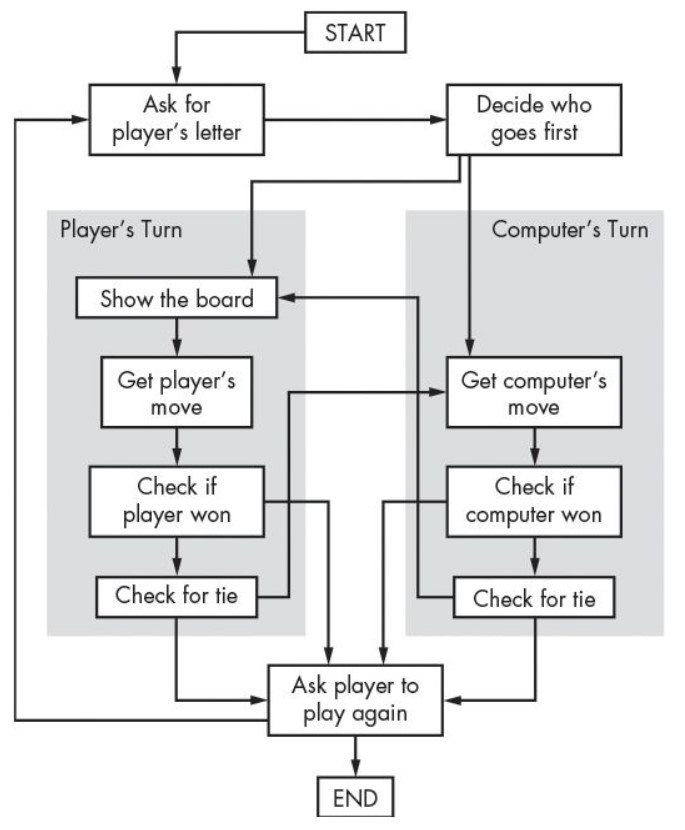 START
Ask for
player's letter
Decide who
goes first
Player's Turn
Show the board
Get player's
move
Check if
player won
Check for tie
Computer's Turn
Get computer's
move
Check if
computer won
Check for tie
Ask player to
play again
END